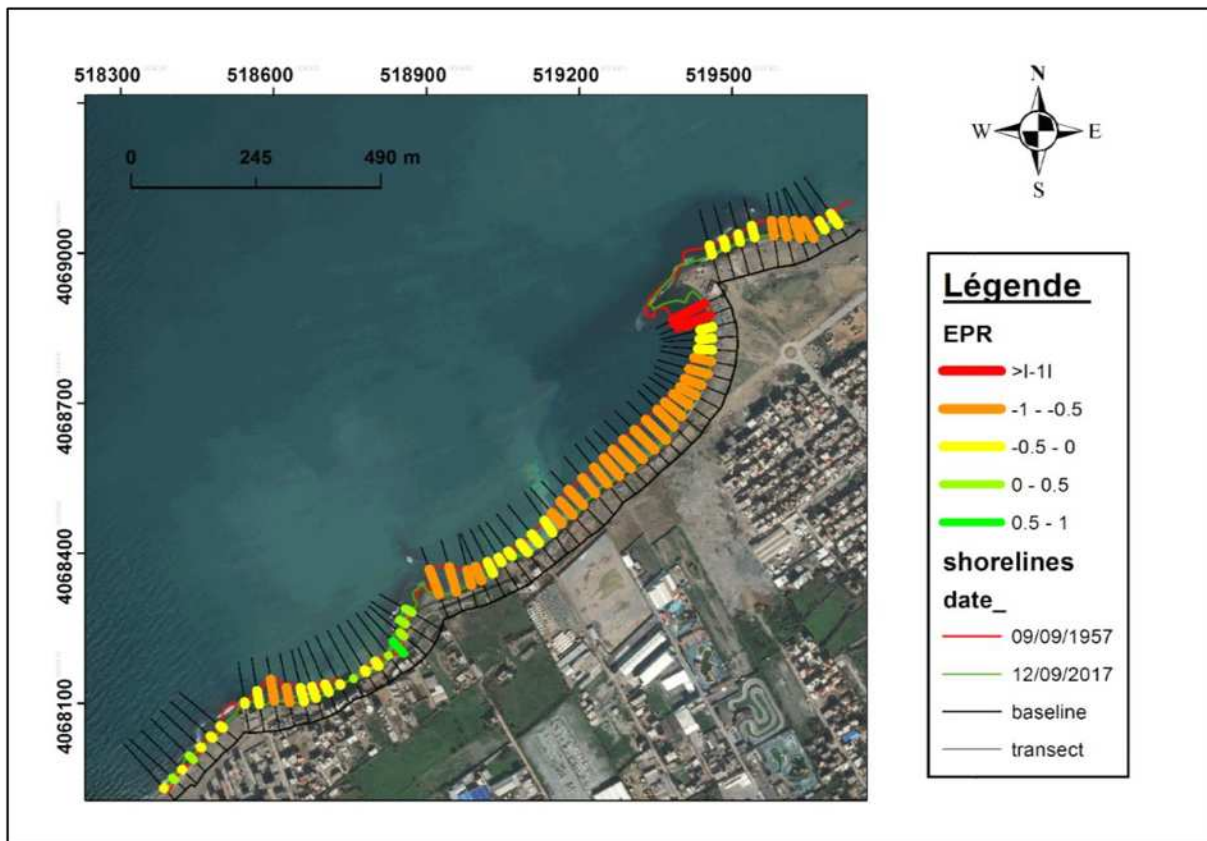 518300 518600 518900 519200 519500
N
W E
S
0 245 490 m
4069000
4068700
4068400
4068100
Légende
EPR
>I-1I
-1 - -0.5
-0.5 - 0
0 - 0.5
0.5 - 1
shorelines
date_
09/09/1957
12/09/2017
baseline
transect